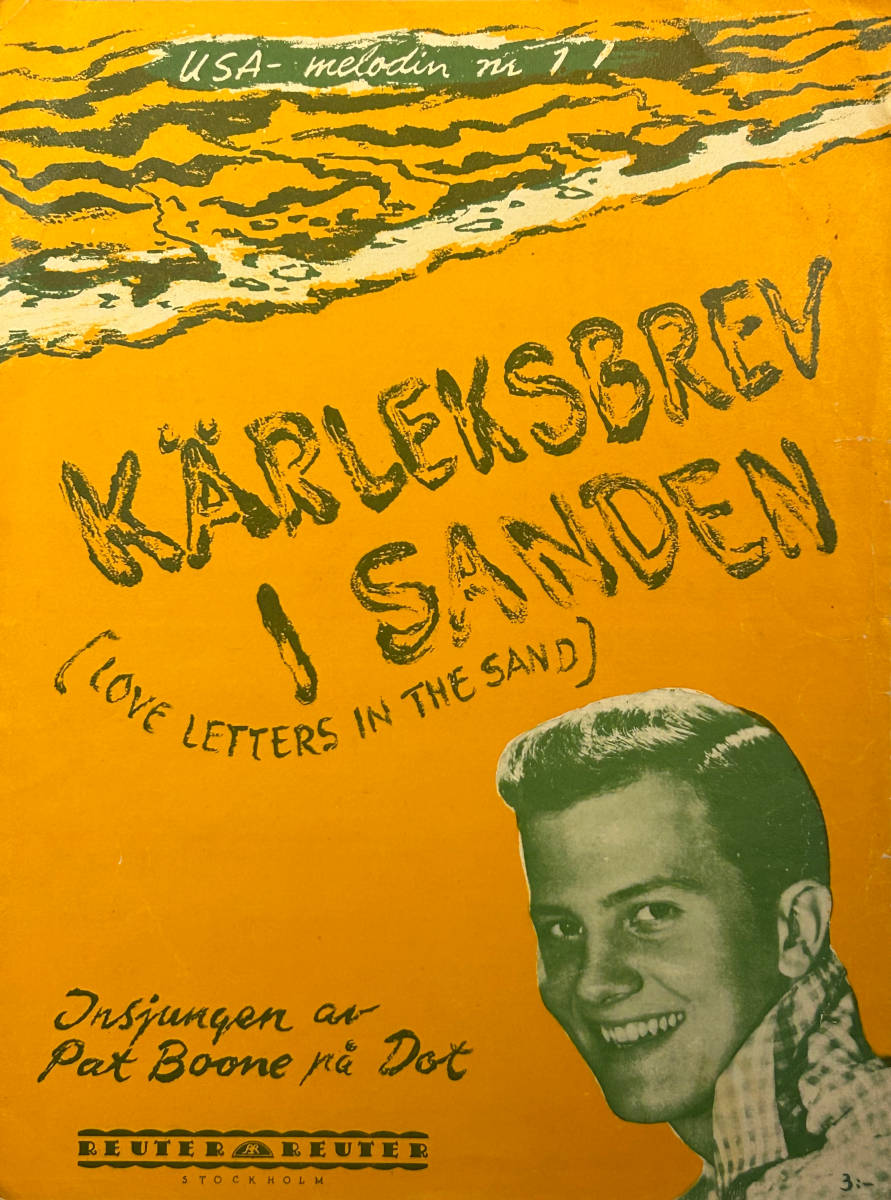 USA-melodin nr 1!
KÄRLEKSBREV
I SANDEN
(LOVE LETTERS IN THE SAND)
Insjungen av
Pat Boone på Dot
REUTER & REUTER
STOCKHOLM
3:-